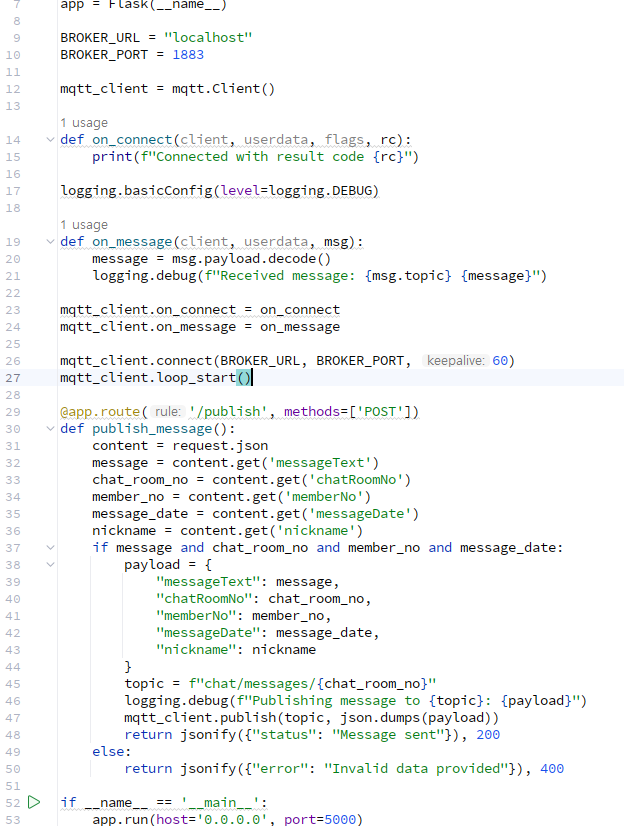 7 app = Flask(__name__)
8
9 BROKER_URL = "localhost"
10 BROKER_PORT = 1883
11
12 mqtt_client = mqtt.Client()
13
1 usage
14 def on_connect(client, userdata, flags, rc):
15     print(f"Connected with result code {rc}")
16
17 logging.basicConfig(level=logging.DEBUG)
18
1 usage
19 def on_message(client, userdata, msg):
20     message = msg.payload.decode()
21     logging.debug(f"Received message: {msg.topic} {message}")
22
23 mqtt_client.on_connect = on_connect
24 mqtt_client.on_message = on_message
25
26 mqtt_client.connect(BROKER_URL, BROKER_PORT, keepalive: 60)
27 mqtt_client.loop_start()
28
29 @app.route( rule: '/publish', methods=['POST'])
30 def publish_message():
31     content = request.json
32     message = content.get('messageText')
33     chat_room_no = content.get('chatRoomNo')
34     member_no = content.get('memberNo')
35     message_date = content.get('messageDate')
36     nickname = content.get('nickname')
37     if message and chat_room_no and member_no and message_date:
38         payload = {
39             "messageText": message,
40             "chatRoomNo": chat_room_no,
41             "memberNo": member_no,
42             "messageDate": message_date,
43             "nickname": nickname
44         }
45         topic = f"chat/messages/{chat_room_no}"
46         logging.debug(f"Publishing message to {topic}: {payload}")
47         mqtt_client.publish(topic, json.dumps(payload))
48         return jsonify({"status": "Message sent"}), 200
49     else:
50         return jsonify({"error": "Invalid data provided"}), 400
51
52 if __name__ == '__main__':
53     app.run(host='0.0.0.0', port=5000)